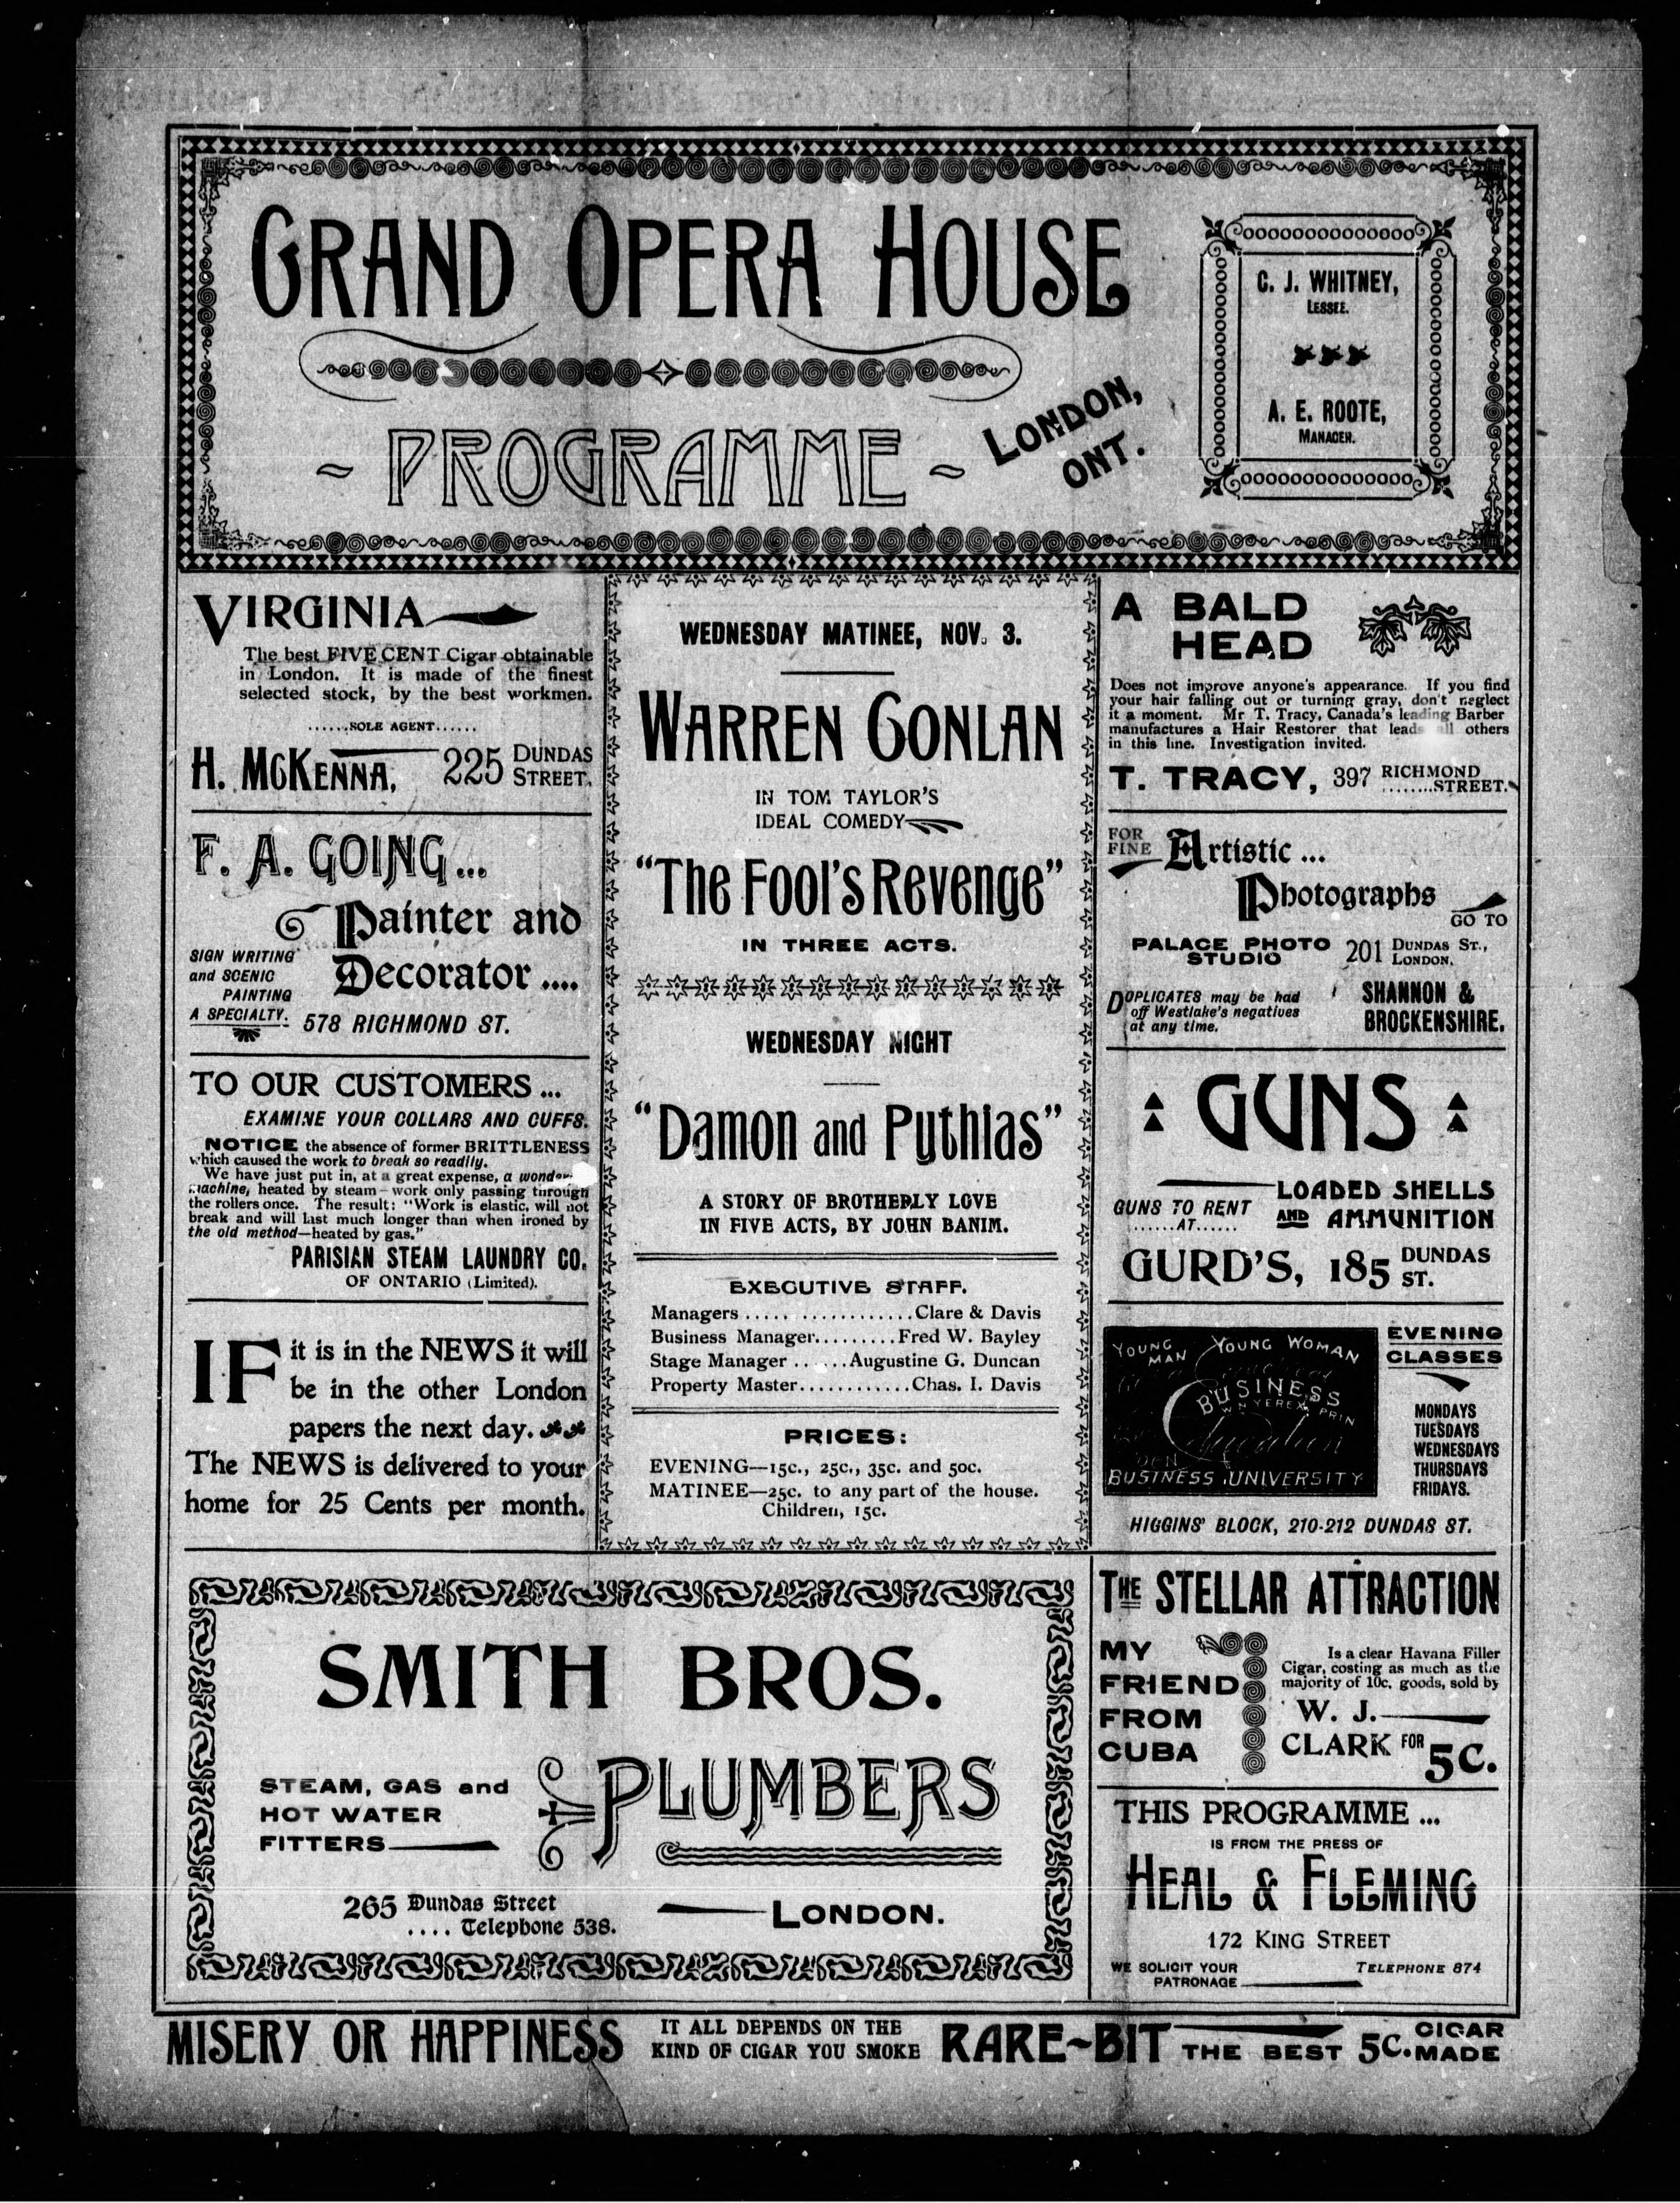 GRAND OPERA HOUSE
~ PROGRAMME ~
LONDON,
ONT.
C. J. WHITNEY,
LESSEE.
A. E. ROOTE,
MANAGER.
VIRGINIA
The best FIVE CENT Cigar obtainable
in London. It is made of the finest
selected stock, by the best workmen.
......SOLE AGENT......
H. McKENNA, 225 DUNDAS
STREET.
F. A. GOING...
Painter and
Decorator ....
SIGN WRITING
and SCENIC
PAINTING
A SPECIALTY.
578 RICHMOND ST.
TO OUR CUSTOMERS ...
EXAMINE YOUR COLLARS AND CUFFS.
NOTICE the absence of former BRITTLENESS
which caused the work to break so readily.
We have just put in, at a great expense, a
machine, heated by steam—work only passing through
the rollers once. The result: "Work is elastic, will not
break and will last much longer than when ironed by
the old method—heated by gas."
PARISIAN STEAM LAUNDRY CO.
OF ONTARIO (Limited).
IF it is in the NEWS it will
be in the other London
papers the next day.
The NEWS is delivered to your
home for 25 Cents per month.
WEDNESDAY MATINEE, NOV. 3.
WARREN CONLAN
IN TOM TAYLOR'S
IDEAL COMEDY
"The Fool's Revenge"
IN THREE ACTS.
WEDNESDAY NIGHT
"Damon and Pythias"
A STORY OF BROTHERLY LOVE
IN FIVE ACTS, BY JOHN BANIM.
EXECUTIVE STAFF.
Managers .................Clare & Davis
Business Manager.........Fred W. Bayley
Stage Manager ......Augustine G. Duncan
Property Master............Chas. I. Davis
PRICES:
EVENING—15c., 25c., 35c. and 50c.
MATINEE—25c. to any part of the house.
Children, 15c.
A BALD
HEAD
Does not improve anyone's appearance. If you find
your hair falling out or turning gray, don't neglect
it a moment. Mr T. Tracy, Canada's leading Barber
manufactures a Hair Restorer that leads all others
in this line. Investigation invited.
T. TRACY, 397 RICHMOND
........STREET.
FOR
FINE Artistic ...
Photographs
GO TO
PALACE PHOTO
STUDIO
201 DUNDAS ST.,
LONDON.
DUPLICATES may be had
off Westlake's negatives
at any time.
SHANNON &
BROCKENSHIRE.
GUNS
GUNS TO RENT
.......AT......
LOADED SHELLS
AND AMMUNITION
GURD'S, 185 DUNDAS
ST.
YOUNG
MAN
YOUNG WOMAN
BUSINESS
W N YEREX, PRIN
Education
BUSINESS UNIVERSITY
EVENING
CLASSES
MONDAYS
TUESDAYS
WEDNESDAYS
THURSDAYS
FRIDAYS.
HIGGINS' BLOCK, 210-212 DUNDAS ST.
SMITH BROS.
STEAM, GAS and
HOT WATER
FITTERS
PLUMBERS
265 Dundas Street
.... Telephone 538.
LONDON.
THE STELLAR ATTRACTION
MY
FRIEND
FROM
CUBA
Is a clear Havana Filler
Cigar, costing as much as the
majority of 10c. goods, sold by
W. J.
CLARK FOR 5C.
THIS PROGRAMME ...
IS FROM THE PRESS OF
HEAL & FLEMING
172 KING STREET
WE SOLICIT YOUR
PATRONAGE
TELEPHONE 874
MISERY OR HAPPINESS
IT ALL DEPENDS ON THE
KIND OF CIGAR YOU SMOKE
RARE~BIT THE BEST 5C. CIGAR
MADE